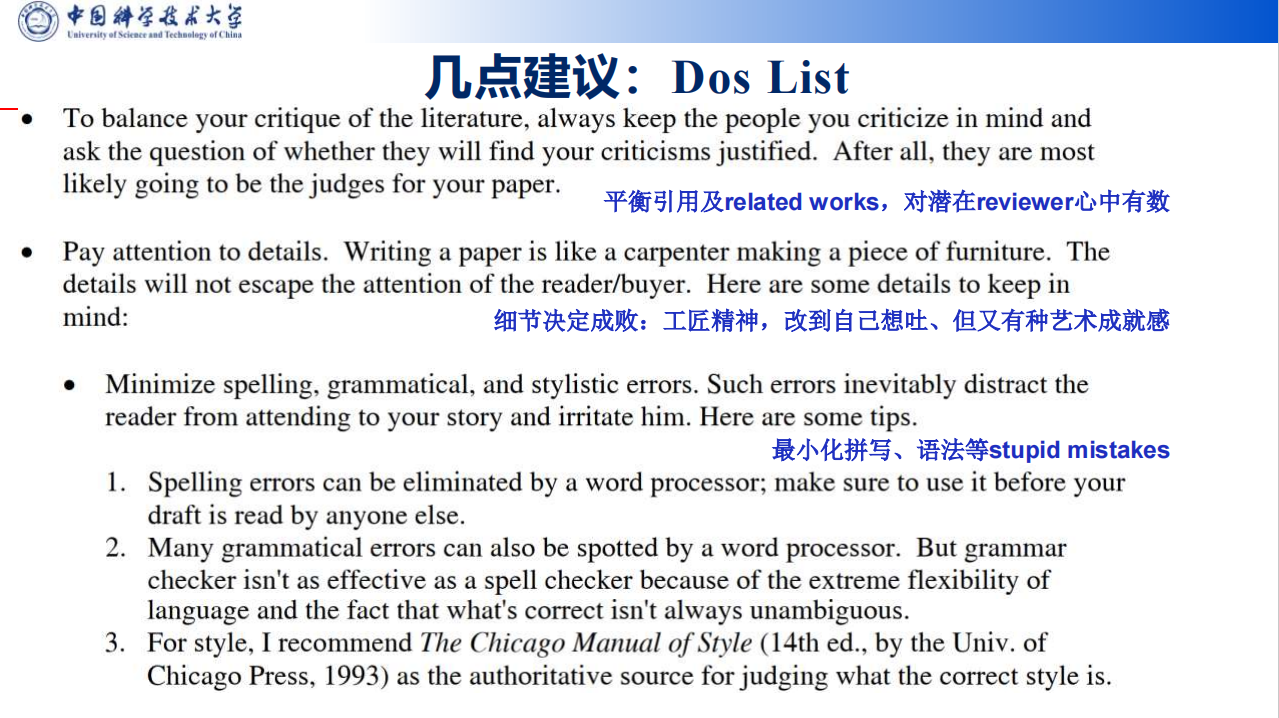 中国科学技术大学
University of Science and Technology of China
几点建议：Dos List
• To balance your critique of the literature, always keep the people you criticize in mind and
ask the question of whether they will find your criticisms justified.  After all, they are most
likely going to be the judges for your paper.
平衡引用及related works，对潜在reviewer心中有数
• Pay attention to details.  Writing a paper is like a carpenter making a piece of furniture.  The
details will not escape the attention of the reader/buyer.  Here are some details to keep in
mind:
细节决定成败：工匠精神，改到自己想吐、但又有种艺术成就感
• Minimize spelling, grammatical, and stylistic errors. Such errors inevitably distract the
reader from attending to your story and irritate him. Here are some tips.
最小化拼写、语法等stupid mistakes
1. Spelling errors can be eliminated by a word processor; make sure to use it before your
draft is read by anyone else.
2. Many grammatical errors can also be spotted by a word processor.  But grammar
checker isn't as effective as a spell checker because of the extreme flexibility of
language and the fact that what's correct isn't always unambiguous.
3. For style, I recommend The Chicago Manual of Style (14th ed., by the Univ. of
Chicago Press, 1993) as the authoritative source for judging what the correct style is.